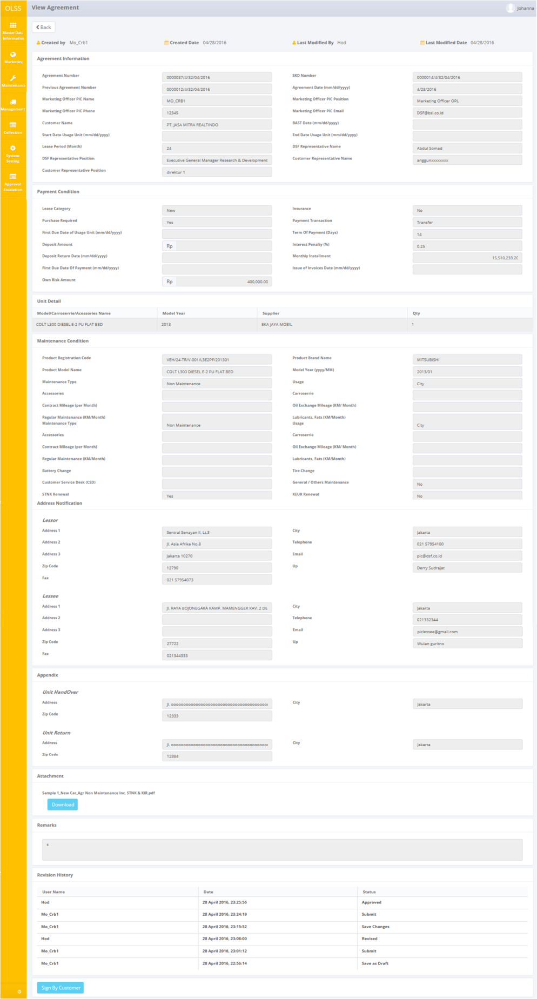 OLSS
View Agreement
Johanna
Master Data
Information
Marketing
Maintenance
Management
Collection
System
Setting
Approval
Escalation
Back
Created by Mo_Crb1 Created Date 04/28/2016 Last Modified By Hod Last Modified Date 04/28/2016
Agreement Information
Agreement Number 0000037/4/32/04/2016 SKD Number 0000014/4/32/04/2016
Previous Agreement Number 0000012/4/32/04/2016 Agreement Date (mm/dd/yyyy) 4/28/2016
Marketing Officer PIC Name MO_CRB1 Marketing Officer PIC Position Marketing Officer OPL
Marketing Officer PIC Phone 12345 Marketing Officer PIC Email DSF@bsi.co.id
Customer Name PT. JASA MITRA REALTINDO BAST Date (mm/dd/yyyy)
Start Date Usage Unit (mm/dd/yyyy) End Date Usage Unit (mm/dd/yyyy)
Lease Period (Month) 24 DSF Representative Name Abdul Somad
DSF Representative Position Executive General Manager Research & Development Customer Representative Name anggunxxxxxxxx
Customer Representative Position direktur 1
Payment Condition
Lease Category New Insurance No
Purchase Required Yes Payment Transaction Transfer
First Due Date of Usage Unit (mm/dd/yyyy) Term Of Payment (Days) 14
Deposit Amount Rp Interest Penalty (%) 0.25
Deposit Return Date (mm/dd/yyyy) Monthly Installment 15,510,233.20
First Due Date Of Payment (mm/dd/yyyy) Issue of Invoices Date (mm/dd/yyyy)
Own Risk Amount Rp 400,000.00
Unit Detail
Model/Carroserrie/Acessories Name Model Year Supplier Qty
COLT L300 DIESEL E-2 PU FLAT BED 2013 EKA JAYA MOBIL 1
Maintenance Condition
Product Registration Code VEH/24-TR/V-001/L3E2PF/201301 Product Brand Name MITSUBISHI
Product Model Name COLT L300 DIESEL E-2 PU FLAT BED Model Year (yyyy/MM) 2013/01
Maintenance Type Non Maintenance Usage City
Accessories Carroserrie
Contract Mileage (per Month) Oil Exchange Mileage (KM/ Month)
Regular Maintenance (KM/Month) Lubricants, Fats (KM/Month)
Maintenance Type Non Maintenance Usage City
Accessories Carroserrie
Contract Mileage (per Month) Oil Exchange Mileage (KM/ Month)
Regular Maintenance (KM/Month) Lubricants, Fats (KM/Month)
Battery Change Tire Change
Customer Service Desk (CSD) General / Others Maintenance No
STNK Renewal Yes KEUR Renewal No
Address Notification
Lessor
Address 1 Sentral Senayan II, Lt.3 City Jakarta
Address 2 Jl. Asia Afrika No.8 Telephone 021 57954100
Address 3 Jakarta 10270 Email pic@dsf.co.id
Zip Code 12790 Up Derry Sudrajat
Fax 021 57954073
Lessee
Address 1 Jl. RAYA BOJONEGARA KAMP. MAMENGGER KAV. 2 DE City Jakarta
Address 2 Telephone 021332344
Address 3 Email piclessee@gmail.com
Zip Code 27722 Up Wulan guritno
Fax 021344333
Appendix
Unit HandOver
Address Jl. City Jakarta
Zip Code 12333
Unit Return
Address Jl. City Jakarta
Zip Code 12884
Attachment
Sample 1_New Car_Agr Non Maintenance Inc. STNK & KIR.pdf
Download
Remarks
s
Revision History
User Name Date Status
Hod 28 April 2016, 23:25:56 Approved
Mo_Crb1 28 April 2016, 23:24:19 Submit
Mo_Crb1 28 April 2016, 23:15:52 Save Changes
Hod 28 April 2016, 23:08:00 Revised
Mo_Crb1 28 April 2016, 23:01:12 Submit
Mo_Crb1 28 April 2016, 22:56:14 Save as Draft
Sign By Customer